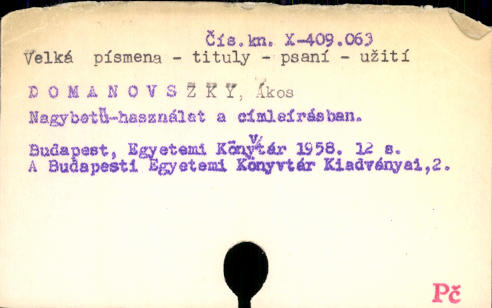 Čís.kn. X-409.063
Velká písmena - tituly - psaní - užití
DOMANOVSZKY, Ákos
Nagybetü-használat a címleírásban.
Budapest, Egyetemi Könyvtár 1958. 12 s.
A Budapesti Egyetemi Könyvtár Kiadványai,2.
Pč